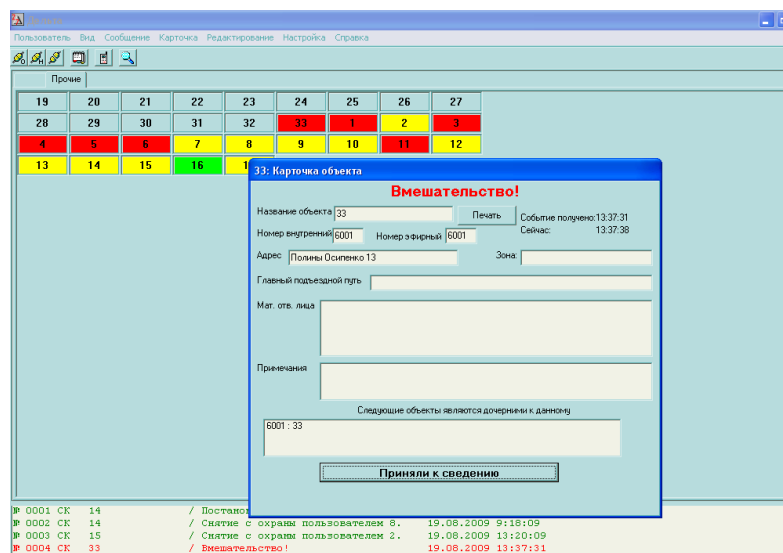 Пользователь Вид Сообщение Карточка Редактирование Настройка Справка
Прочие
19 20 21 22 23 24 25 26 27
28 29 30 31 32 33 1 2 3
4 5 6 7 8 9 10 11 12
13 14 15 16
33: Карточка объекта
Вмешательство!
Название объекта 33 Печать Событие получено:13:37:31
Номер внутренний 6001 Номер эфирный 6001 Сейчас: 13:37:38
Адрес Полины Осипенко 13 Зона:
Главный подъездной путь
Мат. отв. лица
Примечания
Следующие объекты являются дочерними к данному
6001 : 33
Приняли к сведению
№ 0001 СК 14 /
№ 0002 СК 14 / Снятие с охраны пользователем 8. 19.08.2009 9:18:09
№ 0003 СК 15 / Снятие с охраны пользователем 2. 19.08.2009 13:20:09
№ 0004 СК 33 / Вмешательство! 19.08.2009 13:37:31